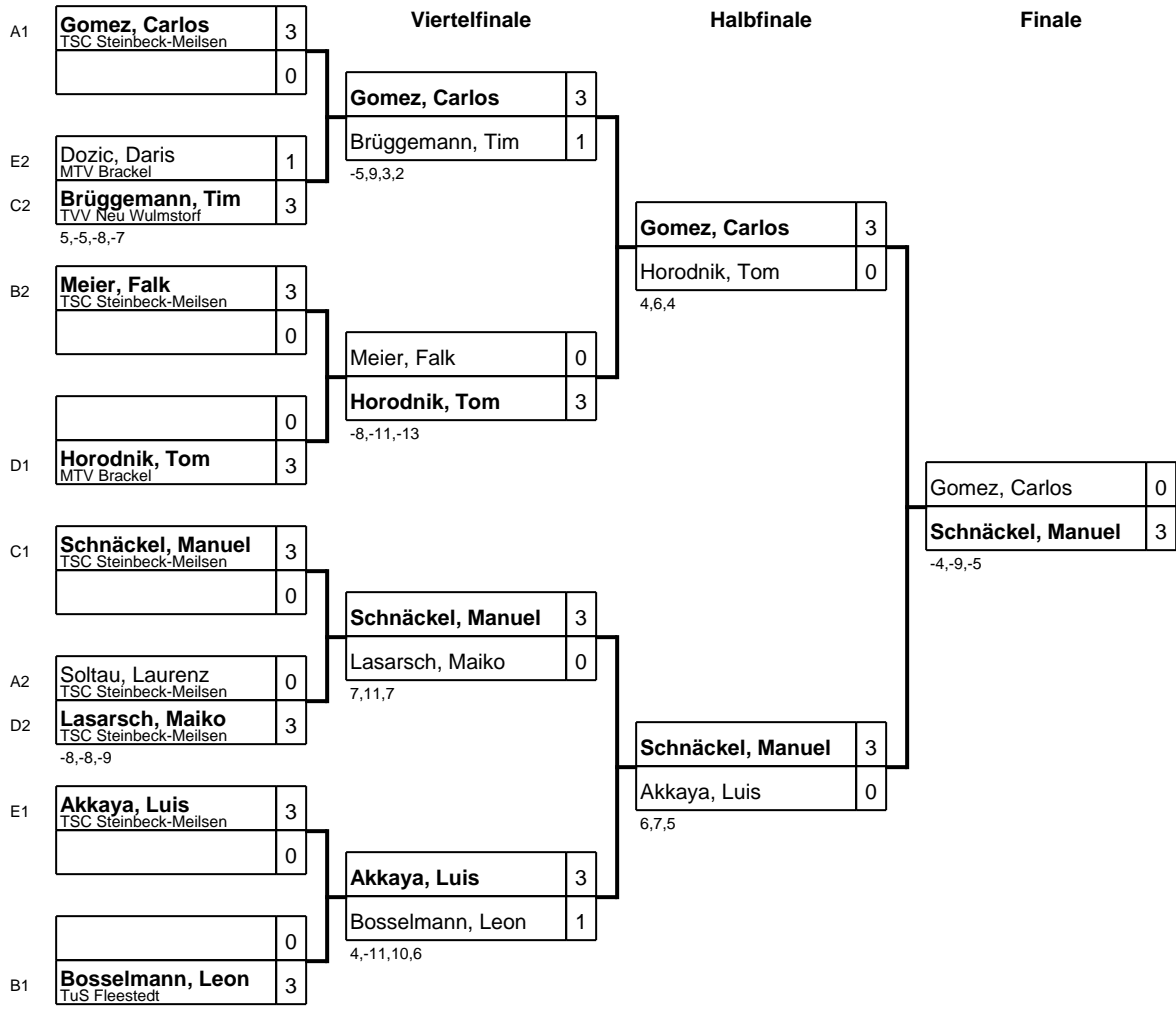 Viertelfinale
Halbfinale
Finale
A1
Gomez, Carlos 3
TSC Steinbeck-Meilsen
0
E2
Dozic, Daris 1
MTV Brackel
C2
Brüggemann, Tim 3
TVV Neu Wulmstorf
5,-5,-8,-7
B2
Meier, Falk 3
TSC Steinbeck-Meilsen
0
0
D1
Horodnik, Tom 3
MTV Brackel
C1
Schnäckel, Manuel 3
TSC Steinbeck-Meilsen
0
A2
Soltau, Laurenz 0
TSC Steinbeck-Meilsen
D2
Lasarsch, Maiko 3
TSC Steinbeck-Meilsen
-8,-8,-9
E1
Akkaya, Luis 3
TSC Steinbeck-Meilsen
0
0
B1
Bosselmann, Leon 3
TuS Fleestedt
Gomez, Carlos 3
Brüggemann, Tim 1
-5,9,3,2
Meier, Falk 0
Horodnik, Tom 3
-8,-11,-13
Schnäckel, Manuel 3
Lasarsch, Maiko 0
7,11,7
Akkaya, Luis 3
Bosselmann, Leon 1
4,-11,10,6
Gomez, Carlos 3
Horodnik, Tom 0
4,6,4
Schnäckel, Manuel 3
Akkaya, Luis 0
6,7,5
Gomez, Carlos 0
Schnäckel, Manuel 3
-4,-9,-5